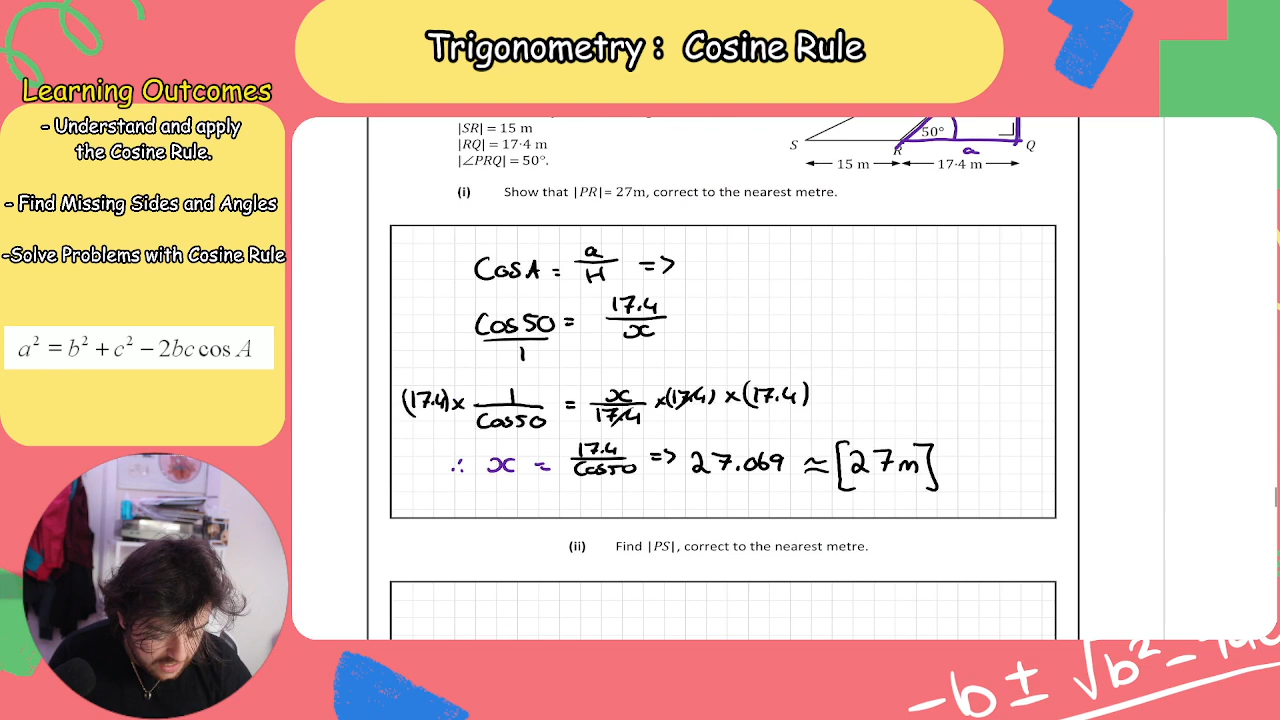 Trigonometry : Cosine Rule
Learning Outcomes
- Understand and apply
the Cosine Rule.
- Find Missing Sides and Angles
-Solve Problems with Cosine Rule
a² = b² + c² − 2bc cos A
|SR| = 15 m
|RQ| = 17·4 m
|∠PRQ| = 50°.
50°
S
R
a
Q
15 m
17·4 m
(i) Show that |PR| = 27m, correct to the nearest metre.
Cos A = a/H =>
Cos 50/1 = 17.4/x
(17.4) x 1/Cos50 = x/17.4 x (17.4) x (17.4)
∴ x = 17.4/Cos50 => 27.069 ≈ [27m]
(ii) Find |PS|, correct to the nearest metre.
-b ± √b² -